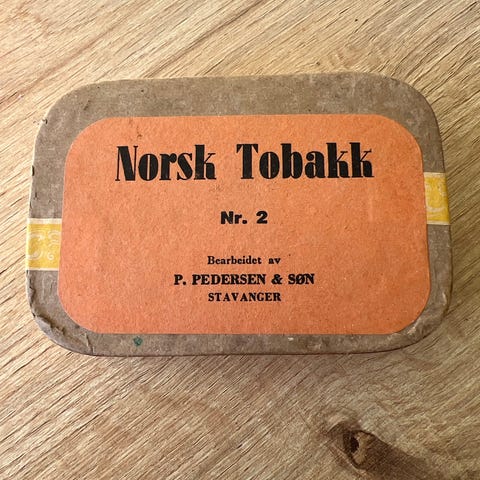 Norsk Tobakk
Nr. 2
Bearbeidet av
P. PEDERSEN & SØN
STAVANGER